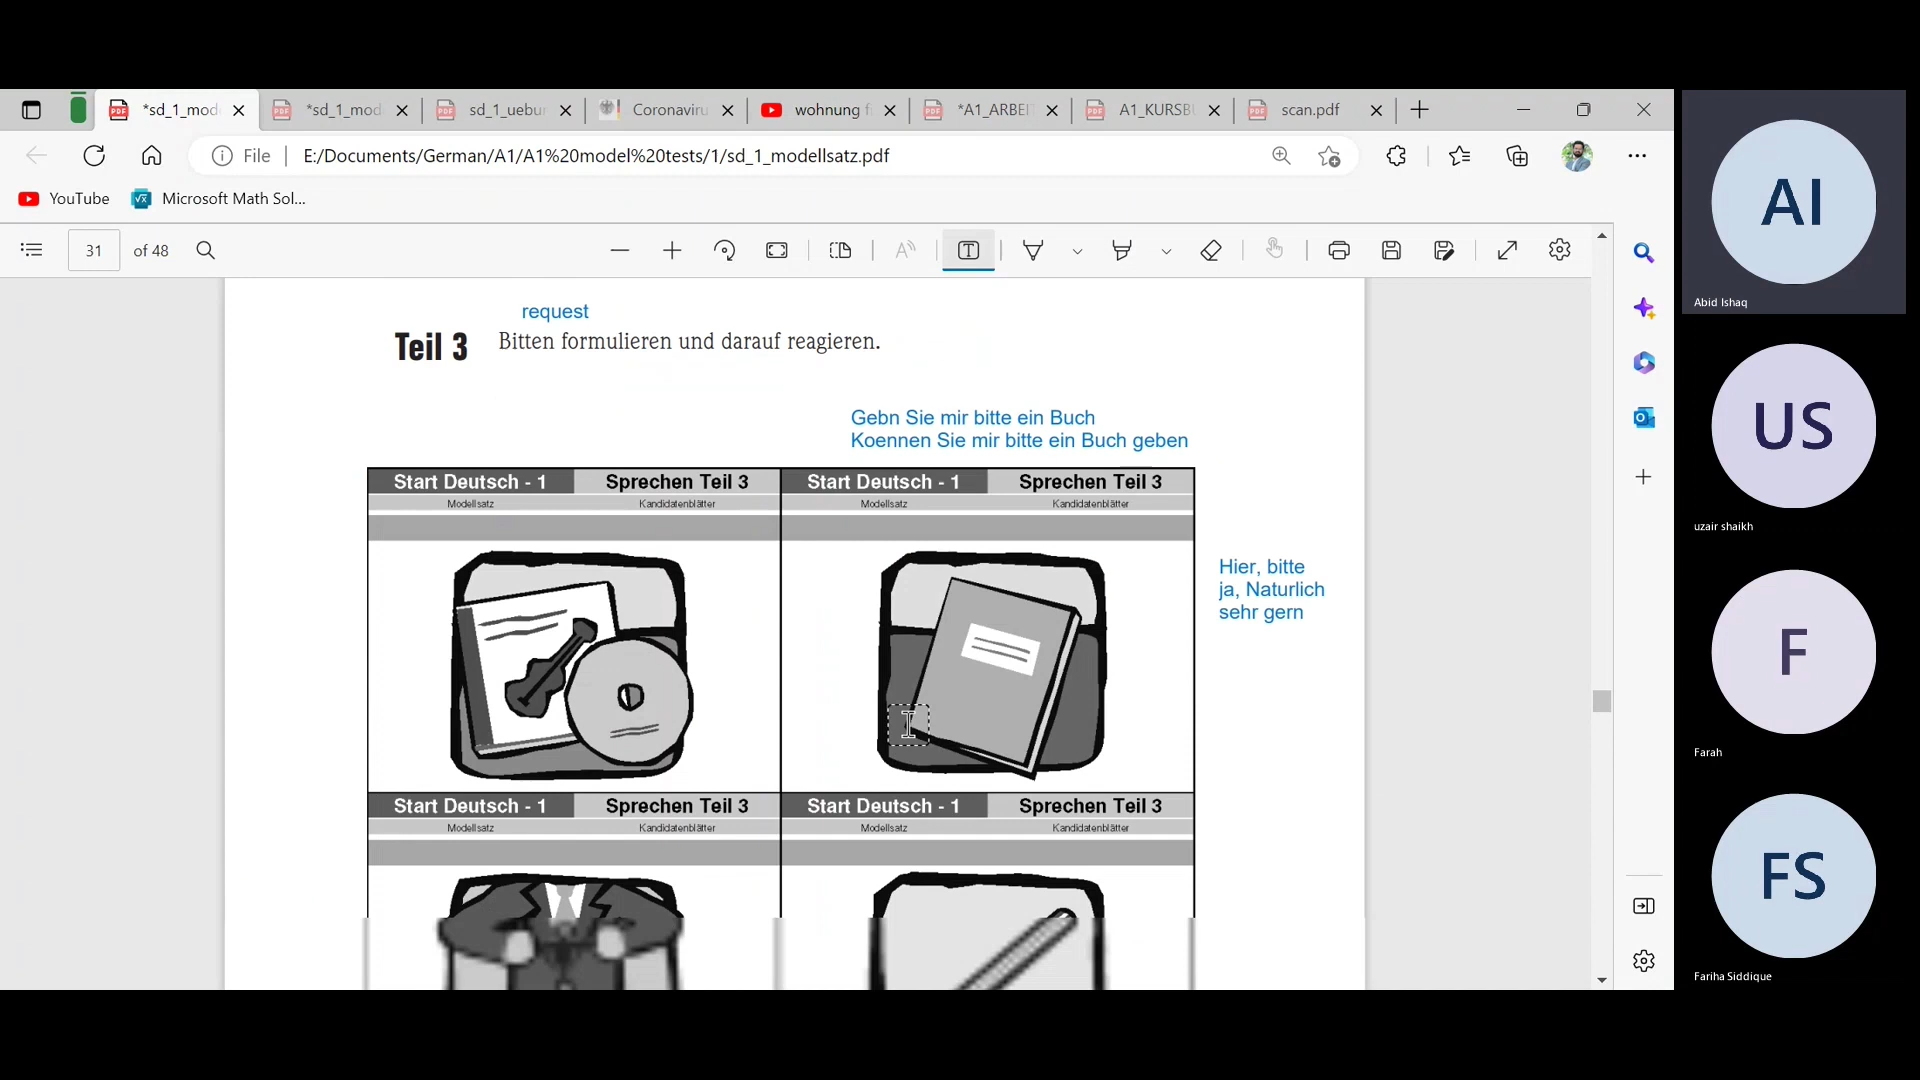 *sd_1_mod
*sd_1_mod
sd_1_uebur
Coronaviru
wohnung f
*A1_ARBEI
A1_KURSBU
scan.pdf
File
E:/Documents/German/A1/A1%20model%20tests/1/sd_1_modellsatz.pdf
YouTube
Microsoft Math Sol...
31 of 48
request
Teil 3 Bitten formulieren und darauf reagieren.
Gebn Sie mir bitte ein Buch
Koennen Sie mir bitte ein Buch geben
Start Deutsch - 1 Sprechen Teil 3
Modellsatz Kandidatenblätter
Start Deutsch - 1 Sprechen Teil 3
Modellsatz Kandidatenblätter
Hier, bitte
ja, Naturlich
sehr gern
Start Deutsch - 1 Sprechen Teil 3
Modellsatz Kandidatenblätter
Start Deutsch - 1 Sprechen Teil 3
Modellsatz Kandidatenblätter
AI
Abid Ishaq
US
uzair shaikh
F
Farah
FS
Fariha Siddique